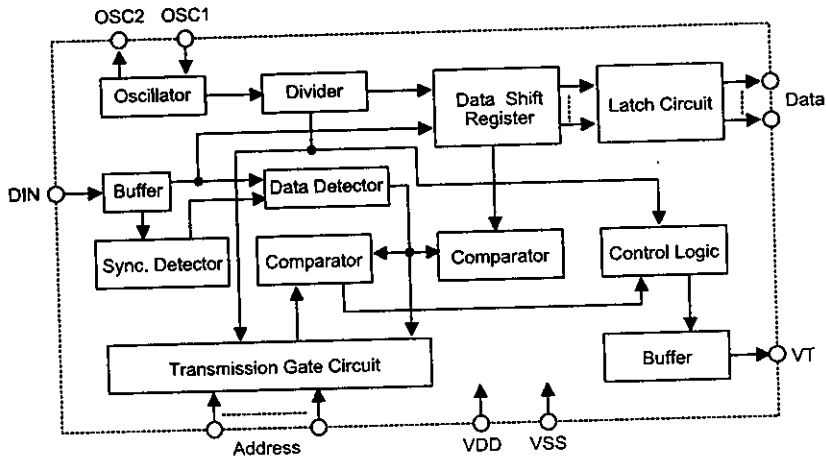 OSC2 OSC1
Oscillator
Divider
Data Shift
Register
Latch Circuit
Data
DIN
Buffer
Data Detector
Sync. Detector
Comparator
Comparator
Control Logic
Transmission Gate Circuit
Buffer
VT
Address
VDD
VSS